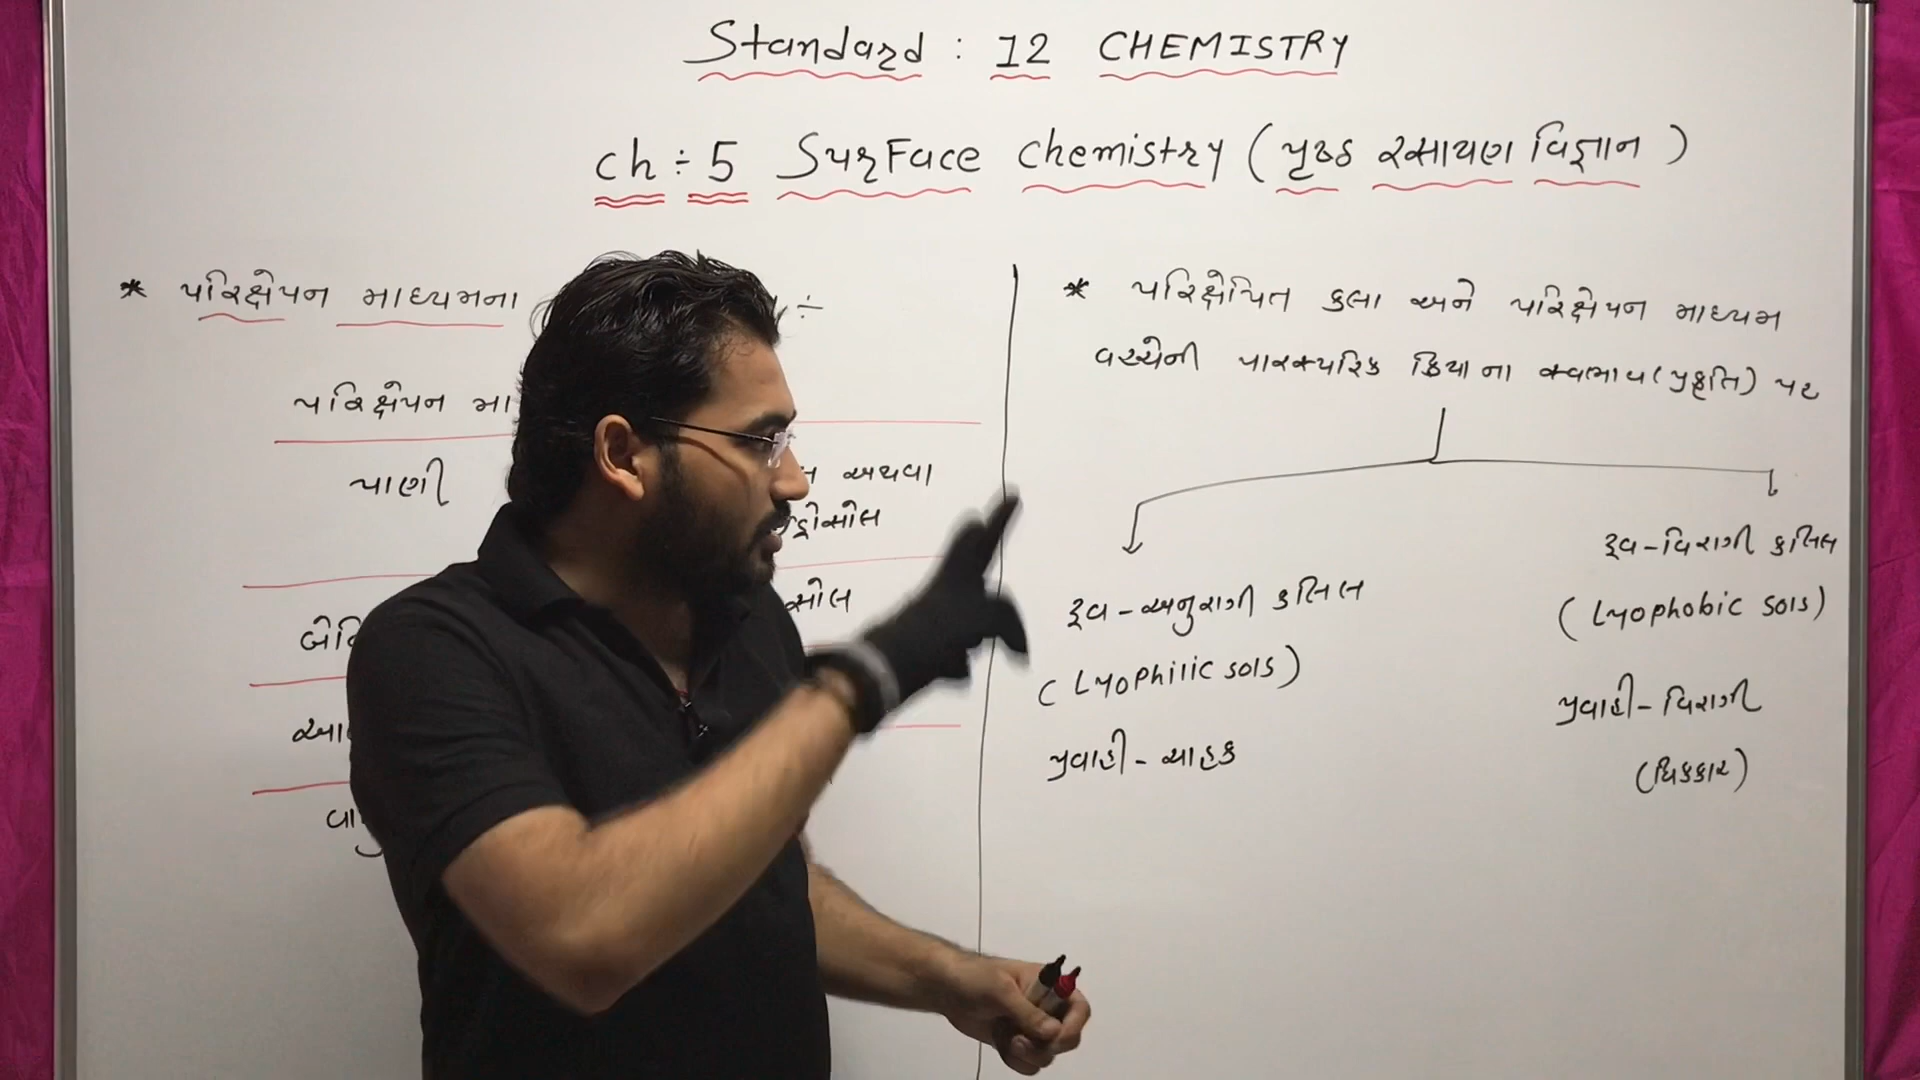 Standard : 12 CHEMISTRY
ch ÷ 5 Surface chemistry ( પૃષ્ઠ રસાયણ વિજ્ઞાન )
* પરિક્ષેપન માધ્યમના ÷
પરિક્ષેપન મા
પાણી
અથવા
* પરિક્ષેપિત કલા અને પરિક્ષેપન માધ્યમ
વચ્ચેની પારસ્પરિક ક્રિયા ના સ્વભાવ (પ્રકૃતિ) પર
દ્રવ - અનુરાગી કલિલ
( Lyophilic sols )
પ્રવાહી - ચાહક
દ્રવ - વિરાગી કલિલ
( Lyophobic sols )
પ્રવાહી - વિરાગી
(ધિક્કાર)